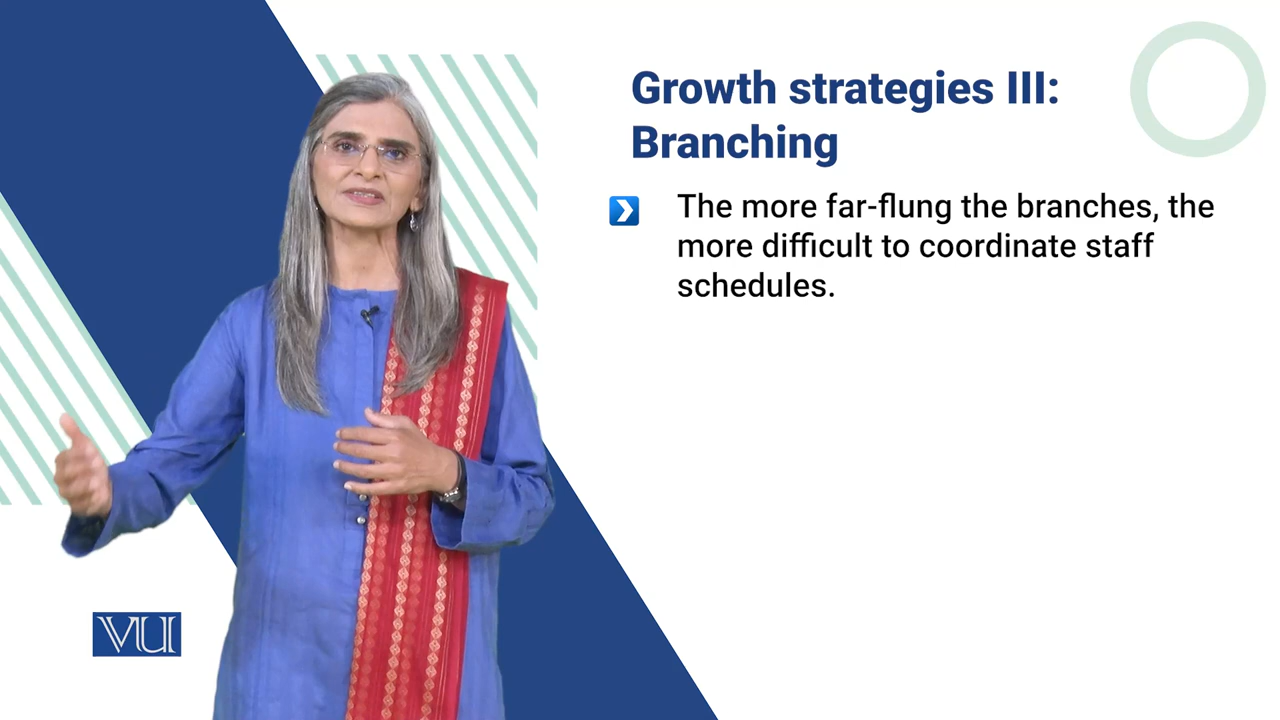 Growth strategies III:
Branching
The more far-flung the branches, the
more difficult to coordinate staff
schedules.
VU